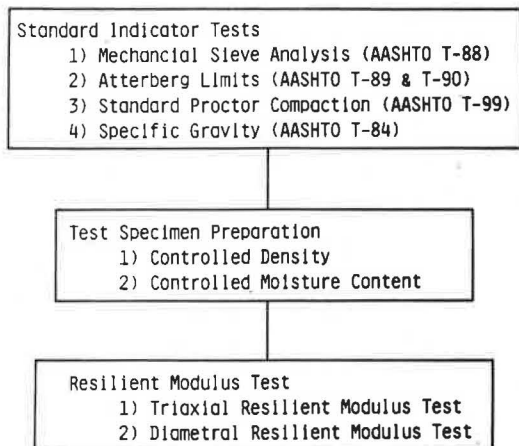 Standard Indicator Tests
1) Mechancial Sieve Analysis (AASHTO T-88)
2) Atterberg Limits (AASHTO T-89 & T-90)
3) Standard Proctor Compaction (AASHTO T-99)
4) Specific Gravity (AASHTO T-84)
Test Specimen Preparation
1) Controlled Density
2) Controlled Moisture Content
Resilient Modulus Test
1) Triaxial Resilient Modulus Test
2) Diametral Resilient Modulus Test